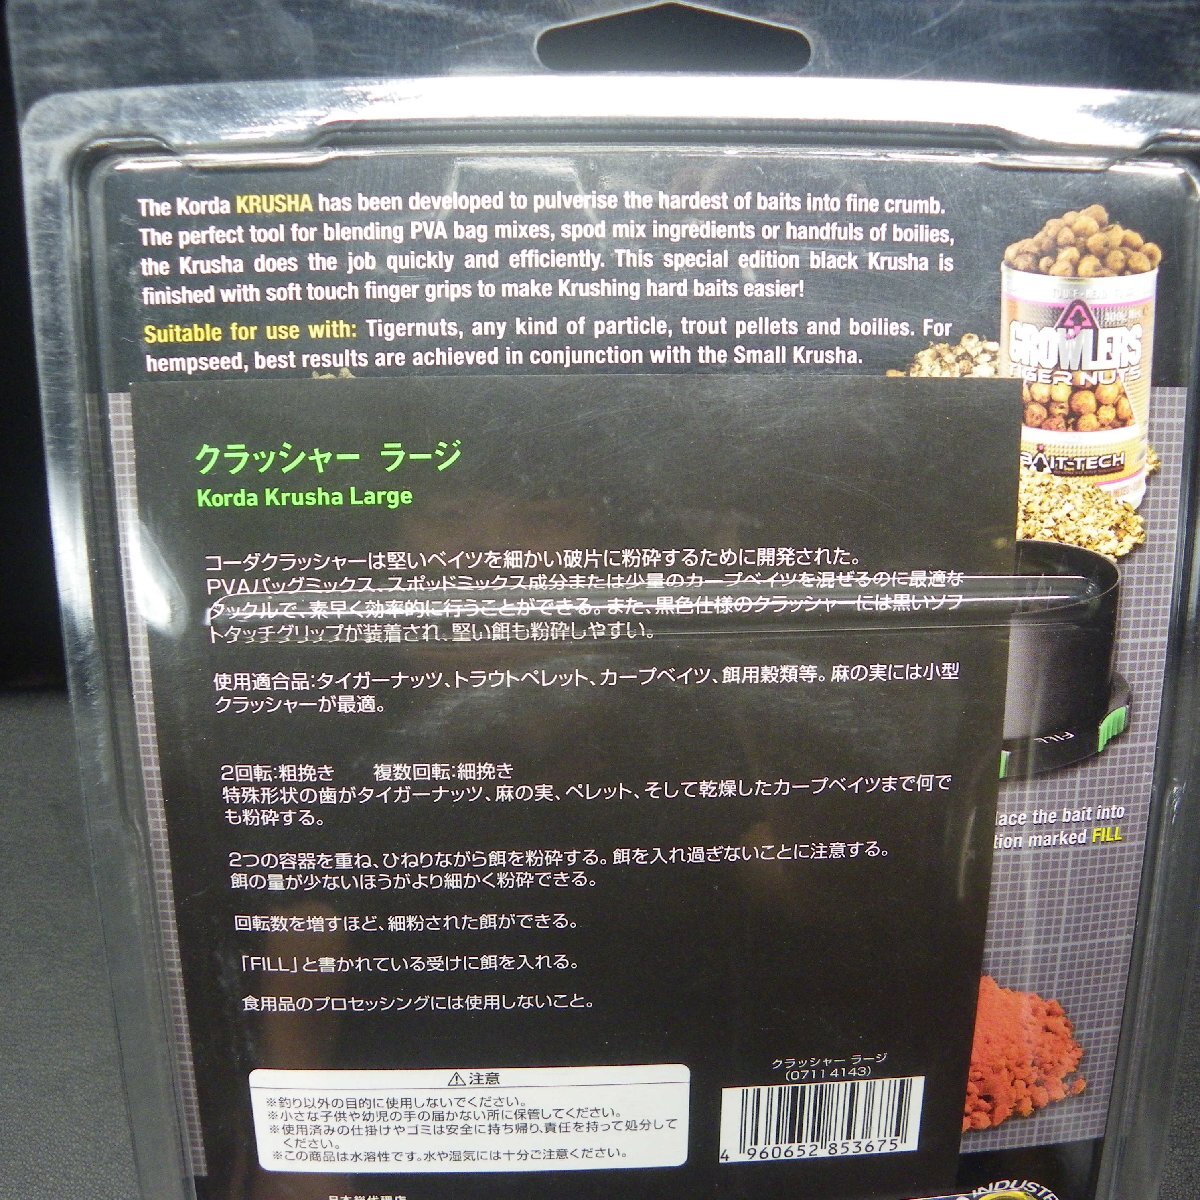 The Korda KRUSHA has been developed to pulverise the hardest of baits into fine crumb.
The perfect tool for blending PVA bag mixes, spod mix ingredients or handfuls of boilies,
the Krusha does the job quickly and efficiently. This special edition black Krusha is
finished with soft touch finger grips to make Krushing hard baits easier!
Suitable for use with: Tigernuts, any kind of particle, trout pellets and boilies. For
hempseed, best results are achieved in conjunction with the Small Krusha.
GROWLERS
TIGER NUTS
BAIT-TECH
クラッシャー ラージ
Korda Krusha Large
コーダクラッシャーは堅いベイツを細かい破片に粉砕するために開発された。
PVAバッグミックス、スポッドミックス成分または少量のカープベイツを混ぜるのに最適な
タックルで、素早く効率的に行うことができる。また、黒色仕様のクラッシャーには黒いソフ
トタッチグリップが装着され、堅い餌も粉砕しやすい。
使用適合品:タイガーナッツ、トラウトペレット、カープベイツ、餌用穀類等。麻の実には小型
クラッシャーが最適。
FILL
2回転:粗挽き 複数回転:細挽き
特殊形状の歯がタイガーナッツ、麻の実、ペレット、そして乾燥したカープベイツまで何で
も粉砕する。
lace the bait into
tion marked FILL
2つの容器を重ね、ひねりながら餌を粉砕する。餌を入れ過ぎないことに注意する。
餌の量が少ないほうがより細かく粉砕できる。
回転数を増すほど、細粉された餌ができる。
「FILL」と書かれている受けに餌を入れる。
食用品のプロセッシングには使用しないこと。
⚠注意
※釣り以外の目的に使用しないでください。
※小さな子供や幼児の手の届かない所に保管してください。
※使用済みの仕掛けやゴミは安全に持ち帰り、責任を持って処分して
ください。
※この商品は水溶性です。水や湿気には十分ご注意ください。
クラッシャー ラージ
(07114143)
4 960652 853675
日本総代理店
INDUSTR